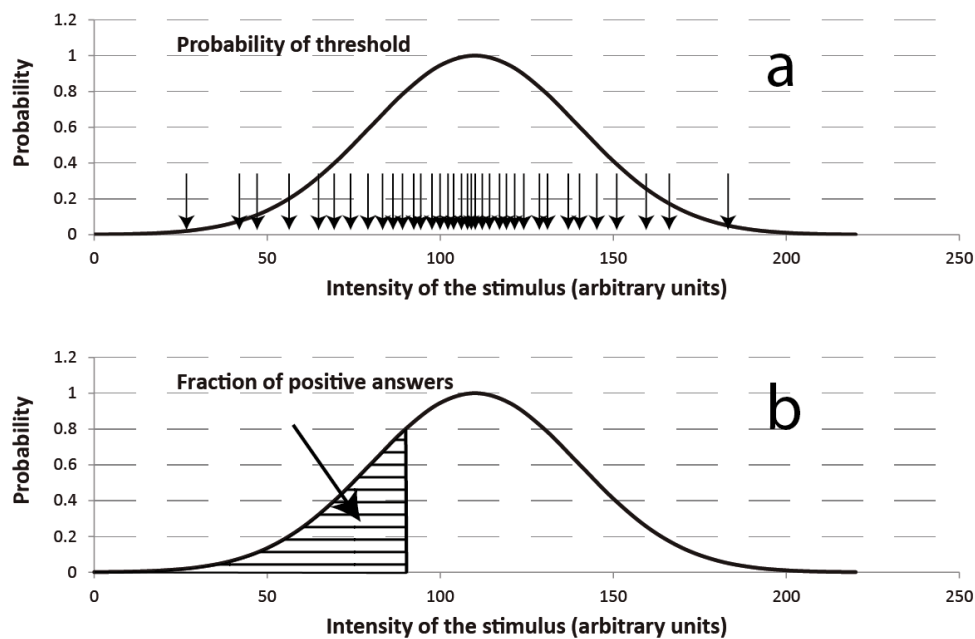 1.2
Probability of threshold
a
1
0.8
0.6
0.4
0.2
0
Probability
0 50 100 150 200 250
Intensity of the stimulus (arbitrary units)
1.2
Fraction of positive answers
b
1
0.8
0.6
0.4
0.2
0
Probability
0 50 100 150 200 250
Intensity of the stimulus (arbitrary units)